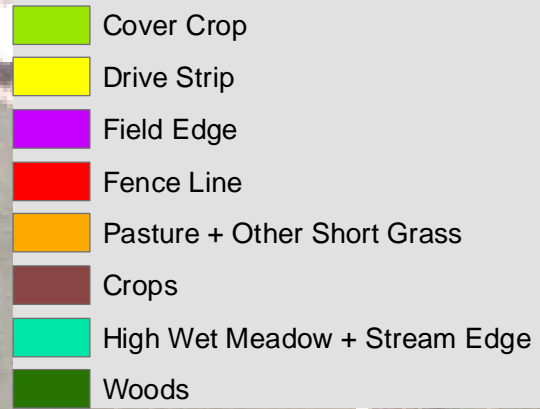 Cover Crop
Drive Strip
Field Edge
Fence Line
Pasture + Other Short Grass
Crops
High Wet Meadow + Stream Edge
Woods